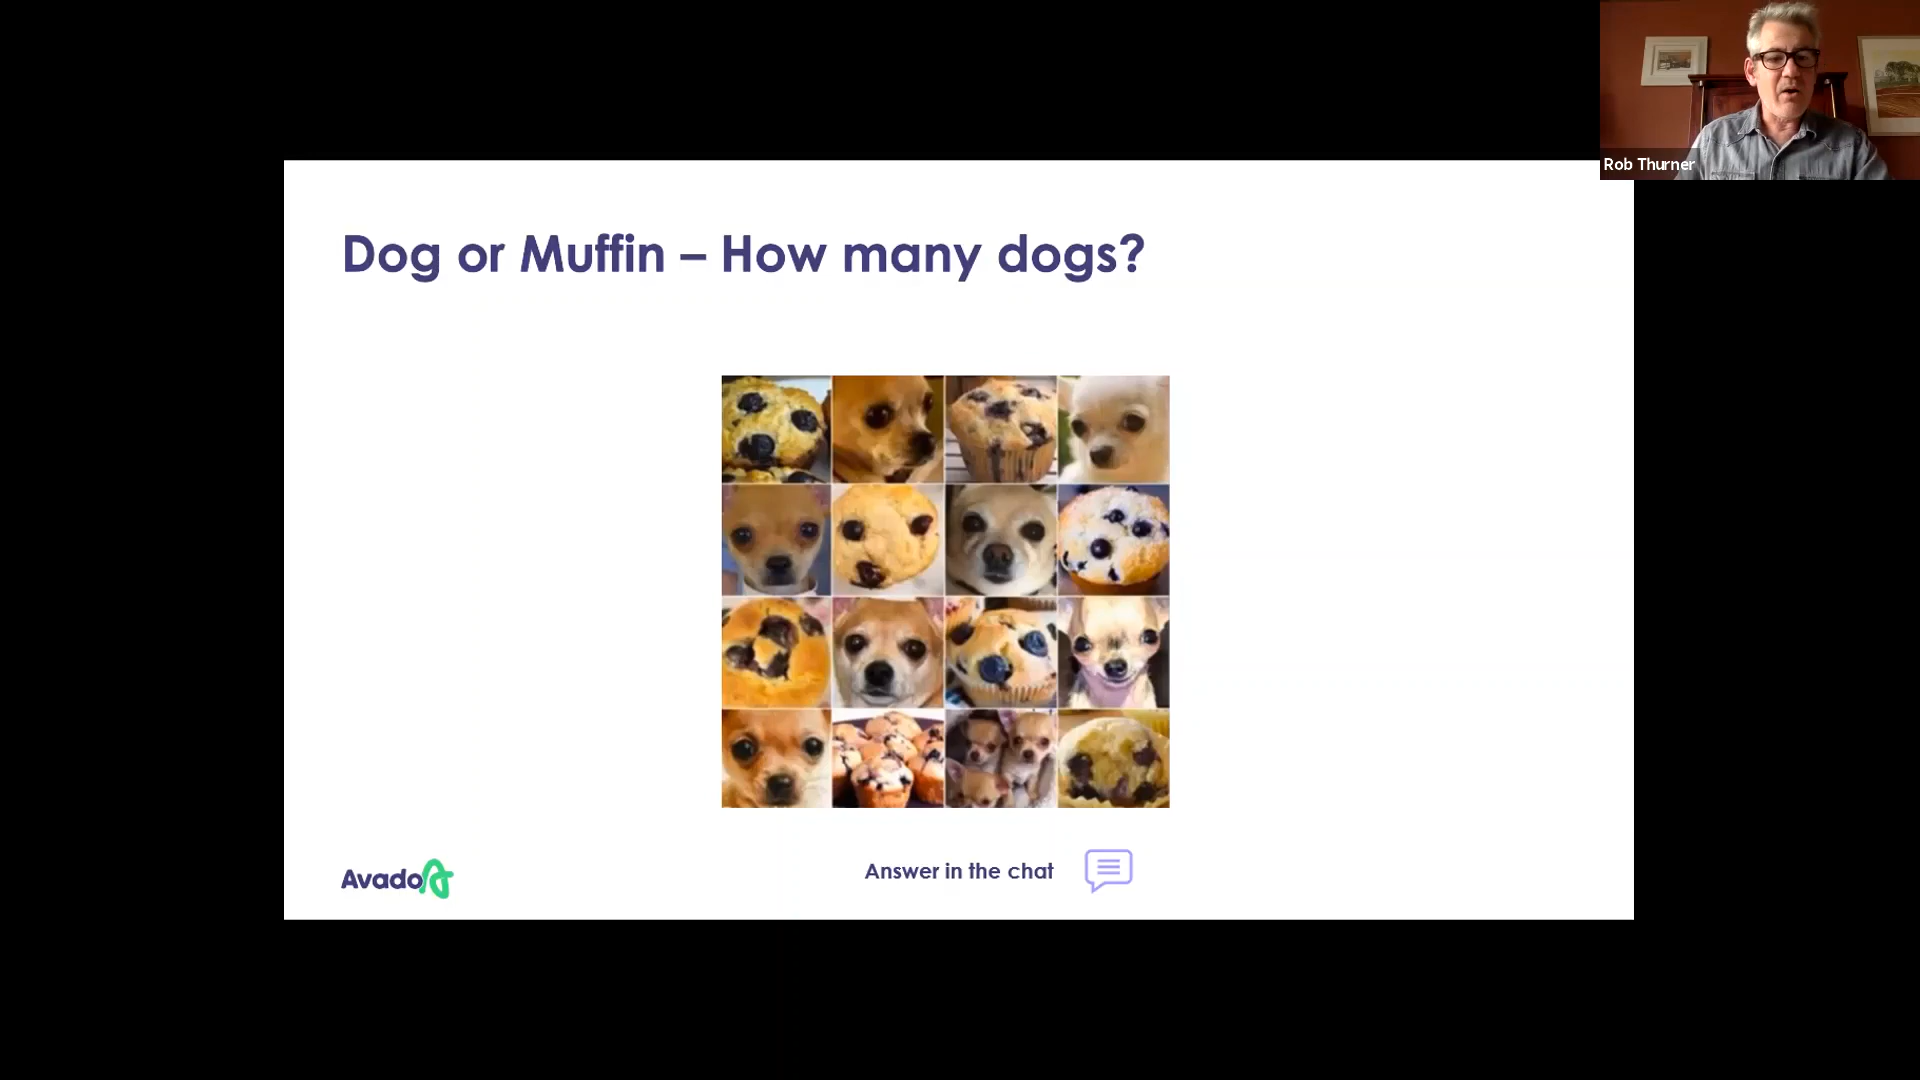 Rob Thurner
Dog or Muffin – How many dogs?
Answer in the chat
Avado